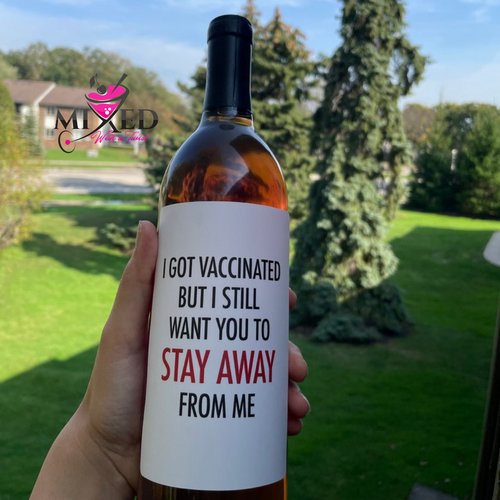 MIXED
I GOT VACCINATED
BUT I STILL
WANT YOU TO
STAY AWAY
FROM ME